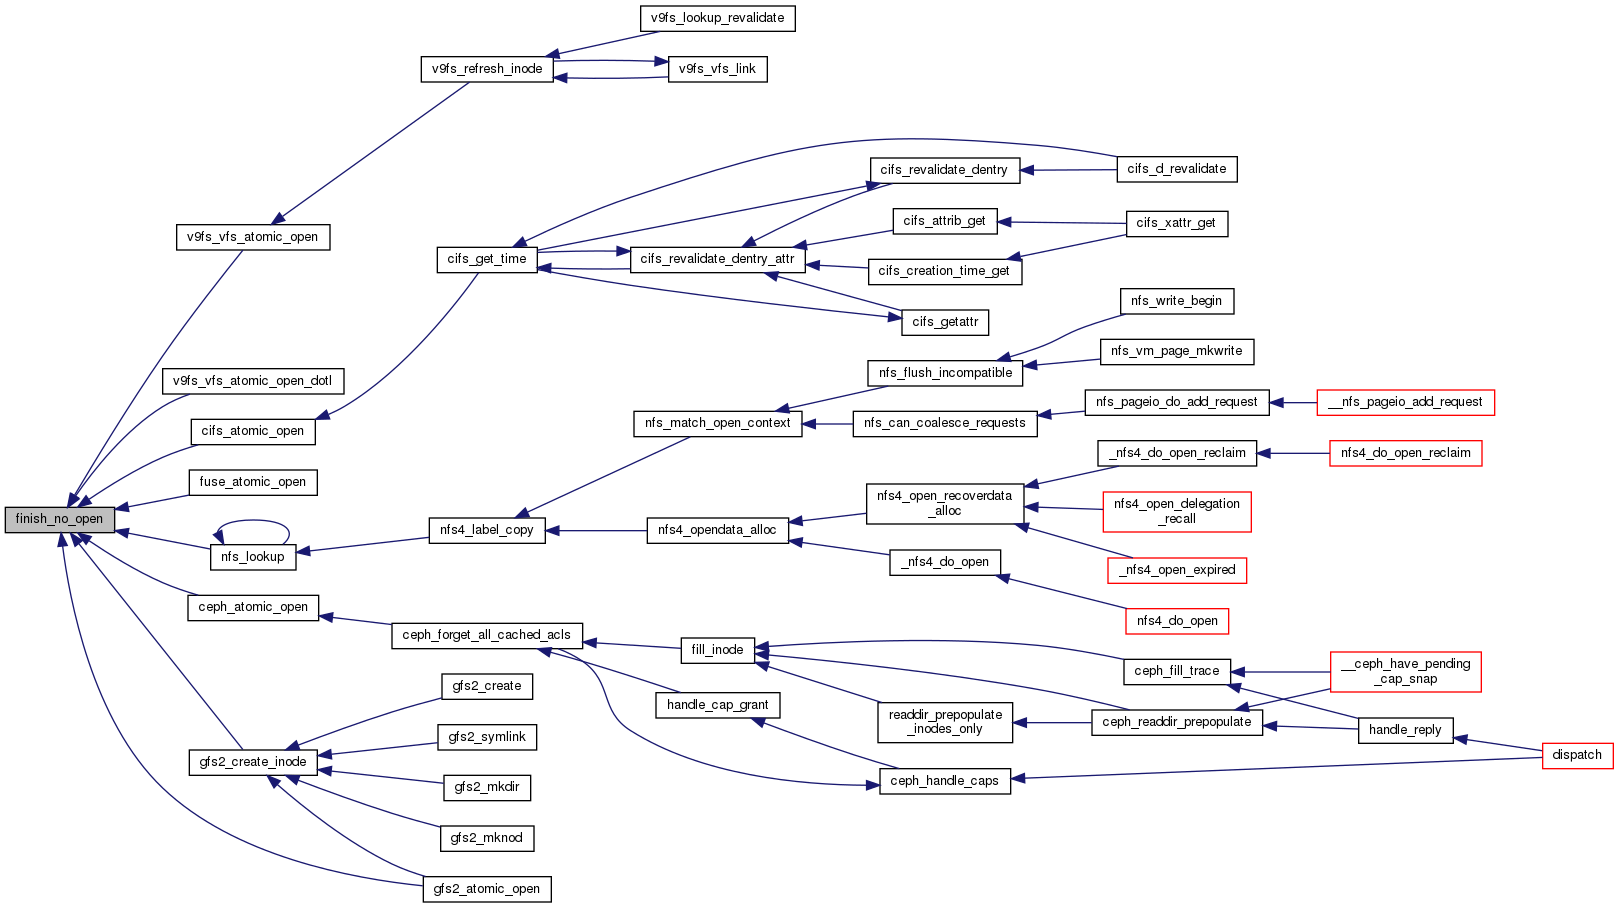 v9fs_lookup_revalidate
v9fs_refresh_inode
v9fs_vfs_link
cifs_revalidate_dentry
cifs_d_revalidate
v9fs_vfs_atomic_open
cifs_attrib_get
cifs_xattr_get
cifs_get_time
cifs_revalidate_dentry_attr
cifs_creation_time_get
nfs_write_begin
cifs_getattr
nfs_vm_page_mkwrite
v9fs_vfs_atomic_open_dotl
nfs_flush_incompatible
nfs_pageio_do_add_request
__nfs_pageio_add_request
cifs_atomic_open
nfs_match_open_context
nfs_can_coalesce_requests
_nfs4_do_open_reclaim
nfs4_do_open_reclaim
fuse_atomic_open
nfs4_open_recoverdata
_alloc
nfs4_open_delegation
_recall
finish_no_open
nfs4_label_copy
nfs4_opendata_alloc
nfs_lookup
_nfs4_do_open
_nfs4_open_expired
ceph_atomic_open
nfs4_do_open
ceph_forget_all_cached_acls
fill_inode
ceph_fill_trace
__ceph_have_pending
_cap_snap
gfs2_create
handle_cap_grant
readdir_prepopulate
_inodes_only
ceph_readdir_prepopulate
handle_reply
gfs2_symlink
gfs2_create_inode
dispatch
gfs2_mkdir
ceph_handle_caps
gfs2_mknod
gfs2_atomic_open